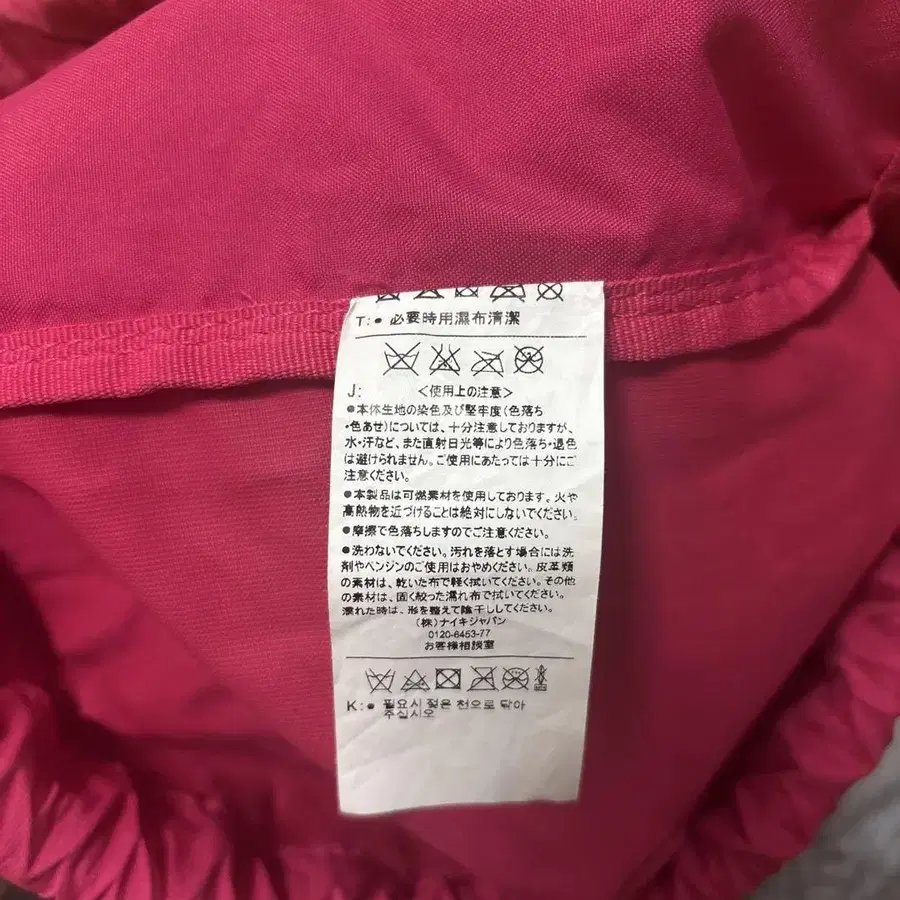 T: ● 必要時用濕布清潔
J: <使用上の注意>
●本体生地の染色及び堅牢度(色落ち
・色あせ)については、十分注意しておりますが、
水・汗など、また直射日光等により色落ち・退色
は避けられません。ご使用にあたっては十分にご
注意ください。
●本製品は可燃素材を使用しております。火や
高熱物を近づけることは絶対にしないでください。
●摩擦で色落ちしますのでご注意ください。
●洗わないでください。汚れを落とす場合には洗
剤やベンジンのご使用はおやめください。皮革類
の素材は、乾いた布で軽く拭いてください。その他
の素材は、固く絞った濡れ布で拭いてください。
濡れた時は、形を整えて陰干ししてください。
(株)ナイキジャパン
0120-6453-77
お客様相談室
K: ● 필요시 젖은 천으로 닦아
주십시오